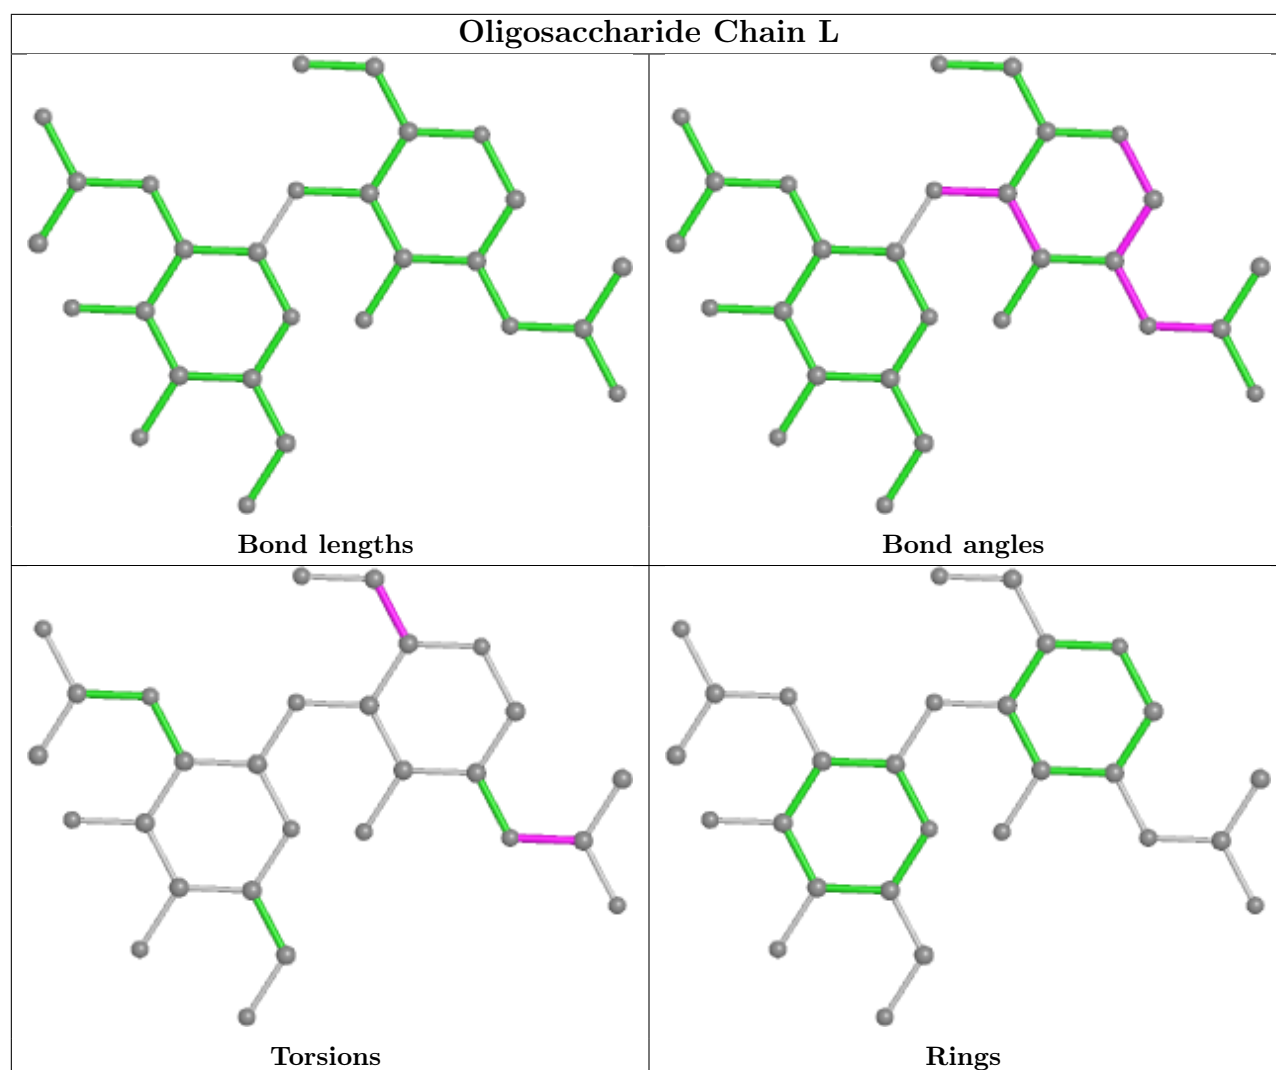 Oligosaccharide Chain L
Bond lengths
Bond angles
Torsions
Rings